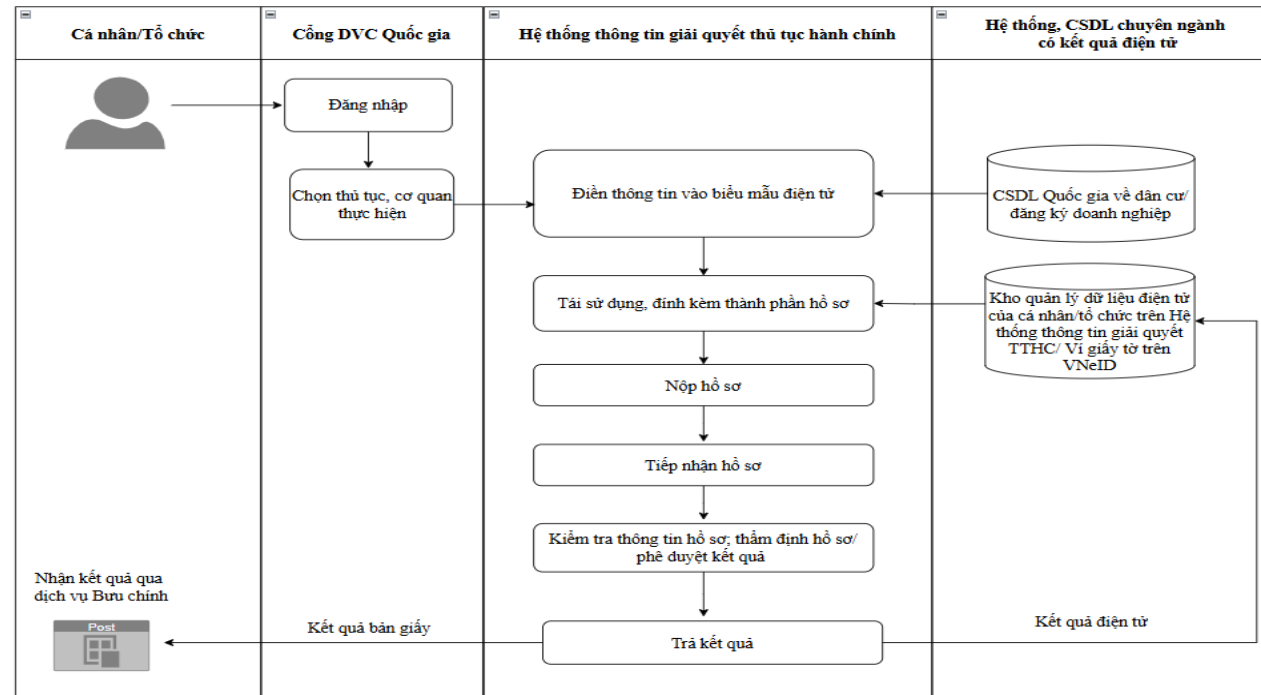 Cá nhân/Tổ chức
Cổng DVC Quốc gia
Hệ thống thông tin giải quyết thủ tục hành chính
Hệ thống, CSDL chuyên ngành
có kết quả điện tử
Đăng nhập
Chọn thủ tục, cơ quan
thực hiện
Điền thông tin vào biểu mẫu điện tử
CSDL Quốc gia về dân cư/
đăng ký doanh nghiệp
Tái sử dụng, đính kèm thành phần hồ sơ
Kho quản lý dữ liệu điện tử
của cá nhân/tổ chức trên Hệ
thống thông tin giải quyết
TTHC/ Ví giấy tờ trên
VNeID
Nộp hồ sơ
Tiếp nhận hồ sơ
Kiểm tra thông tin hồ sơ; thẩm định hồ sơ/
phê duyệt kết quả
Nhận kết quả qua
dịch vụ Bưu chính
Post
Kết quả bản giấy
Trả kết quả
Kết quả điện tử